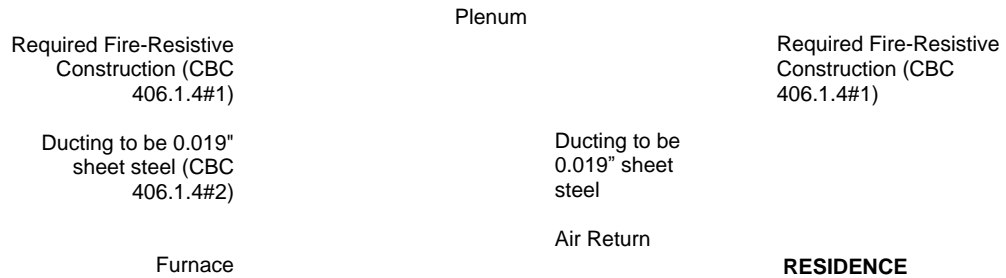 Plenum
Required Fire-Resistive
Construction (CBC
406.1.4#1)
Required Fire-Resistive
Construction (CBC
406.1.4#1)
Ducting to be 0.019"
sheet steel (CBC
406.1.4#2)
Ducting to be
0.019” sheet
steel
Air Return
Furnace
RESIDENCE